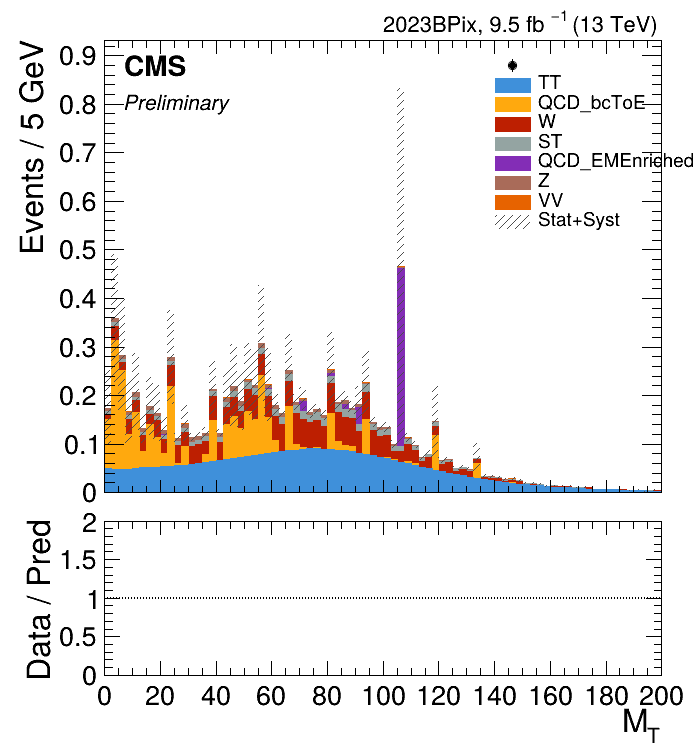 2023BPix, 9.5 fb⁻¹ (13 TeV)
CMS
Preliminary
TT
QCD_bcToE
W
ST
QCD_EMEnriched
Z
VV
Stat+Syst
Events / 5 GeV
0.9
0.8
0.7
0.6
0.5
0.4
0.3
0.2
0.1
0
Data / Pred
2
1.5
1
0.5
0
0 20 40 60 80 100 120 140 160 180 200
M_T